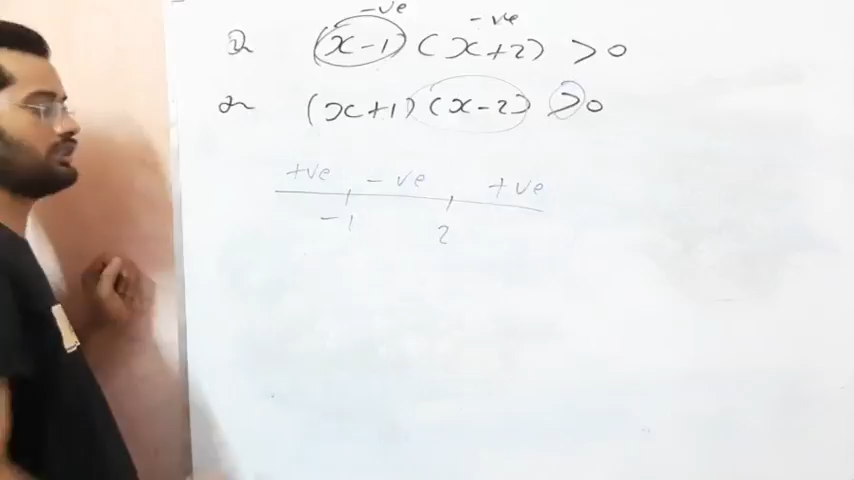 -ve -ve
(x-1) (x+2) >0
(x+1) (x-2) >0
+ve -ve +ve
-1 2